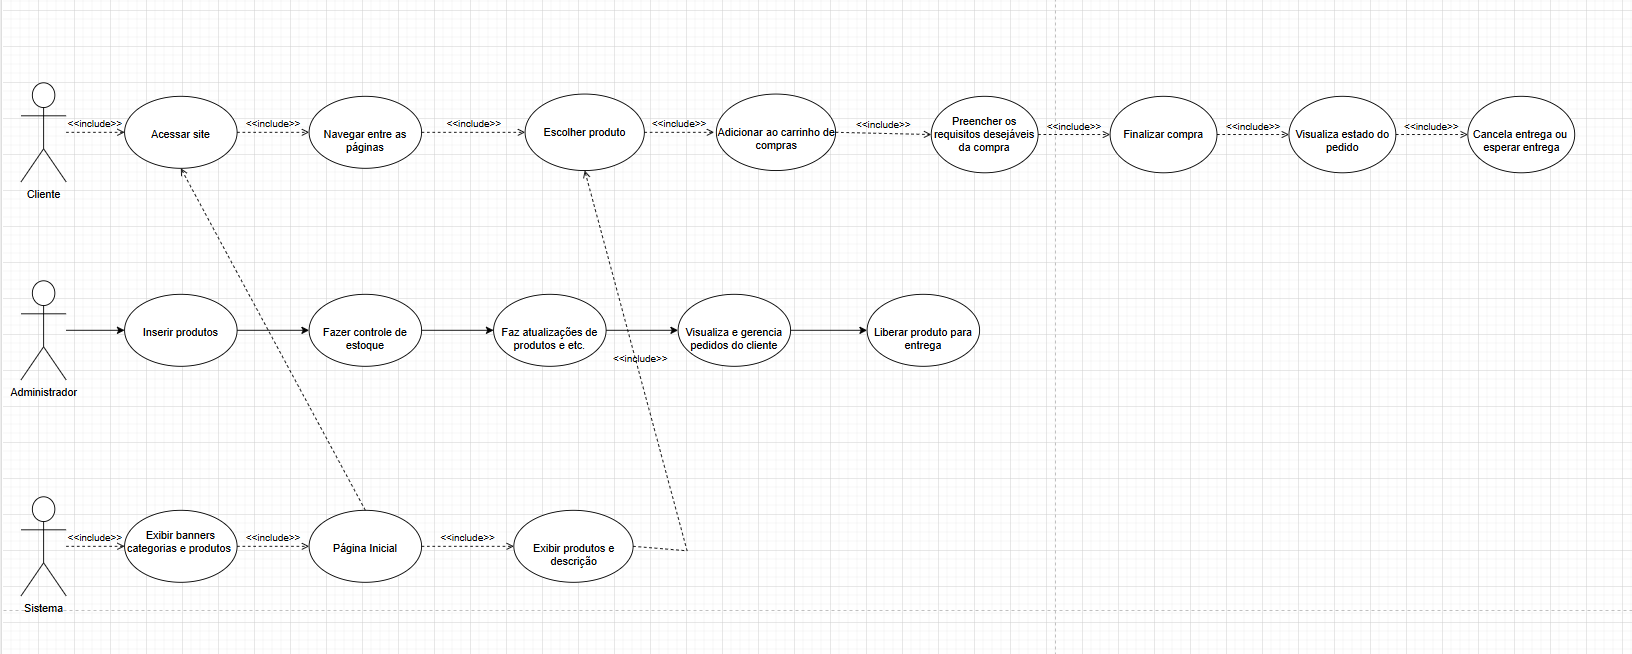 <<include>>
<<include>>
<<include>>
<<include>>
<<include>>
<<include>>
<<include>>
<<include>>
Acessar site
Navegar entre as
páginas
Escolher produto
Adicionar ao carrinho de
compras
Preencher os
requisitos desejáveis
da compra
Finalizar compra
Visualiza estado do
pedido
Cancela entrega ou
esperar entrega
Cliente
Inserir produtos
Fazer controle de
estoque
Faz atualizações de
produtos e etc.
Visualiza e gerencia
pedidos do cliente
Liberar produto para
entrega
<<include>>
Administrador
<<include>>
<<include>>
<<include>>
Exibir banners
categorias e produtos
Página Inicial
Exibir produtos e
descrição
Sistema